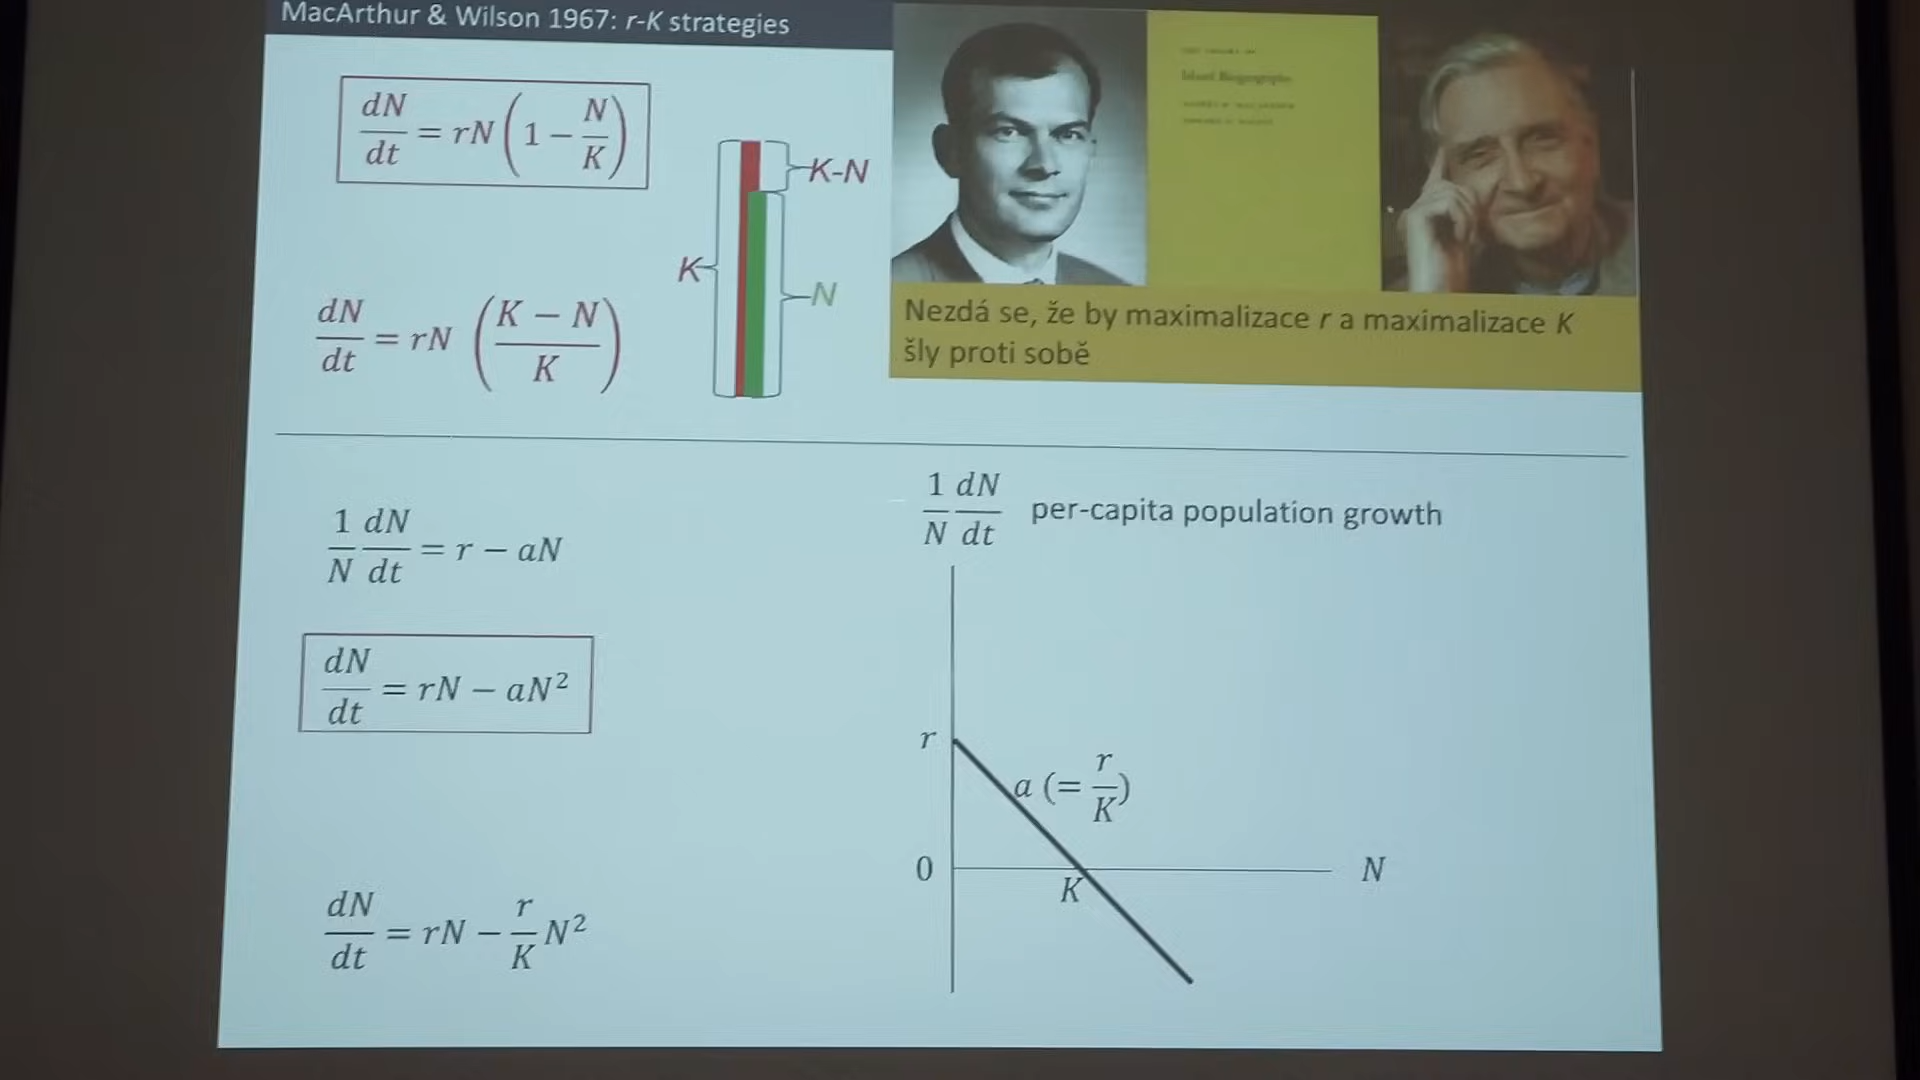 MacArthur & Wilson 1967: r-K strategies
dN/dt = rN(1 − N/K)
K-N
K
N
dN/dt = rN ((K − N)/K)
Island Biogeography
Nezdá se, že by maximalizace r a maximalizace K
šly proti sobě
1/N dN/dt = r − aN
dN/dt = rN − aN²
dN/dt = rN − r/K N²
1/N dN/dt per-capita population growth
r
a (= r/K)
0
K
N